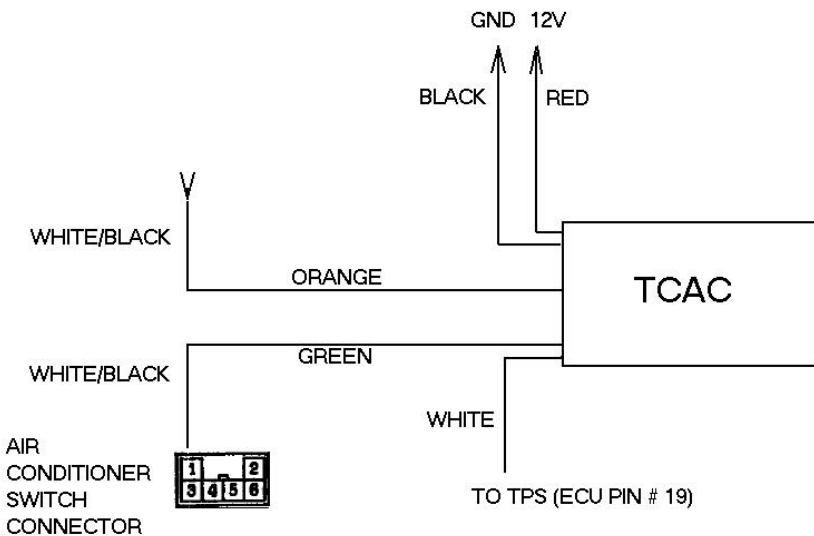 GND 12V
BLACK RED
WHITE/BLACK
ORANGE
TCAC
GREEN
WHITE/BLACK
WHITE
AIR
CONDITIONER
SWITCH
CONNECTOR
1 2
3 4 5 6
TO TPS (ECU PIN # 19)